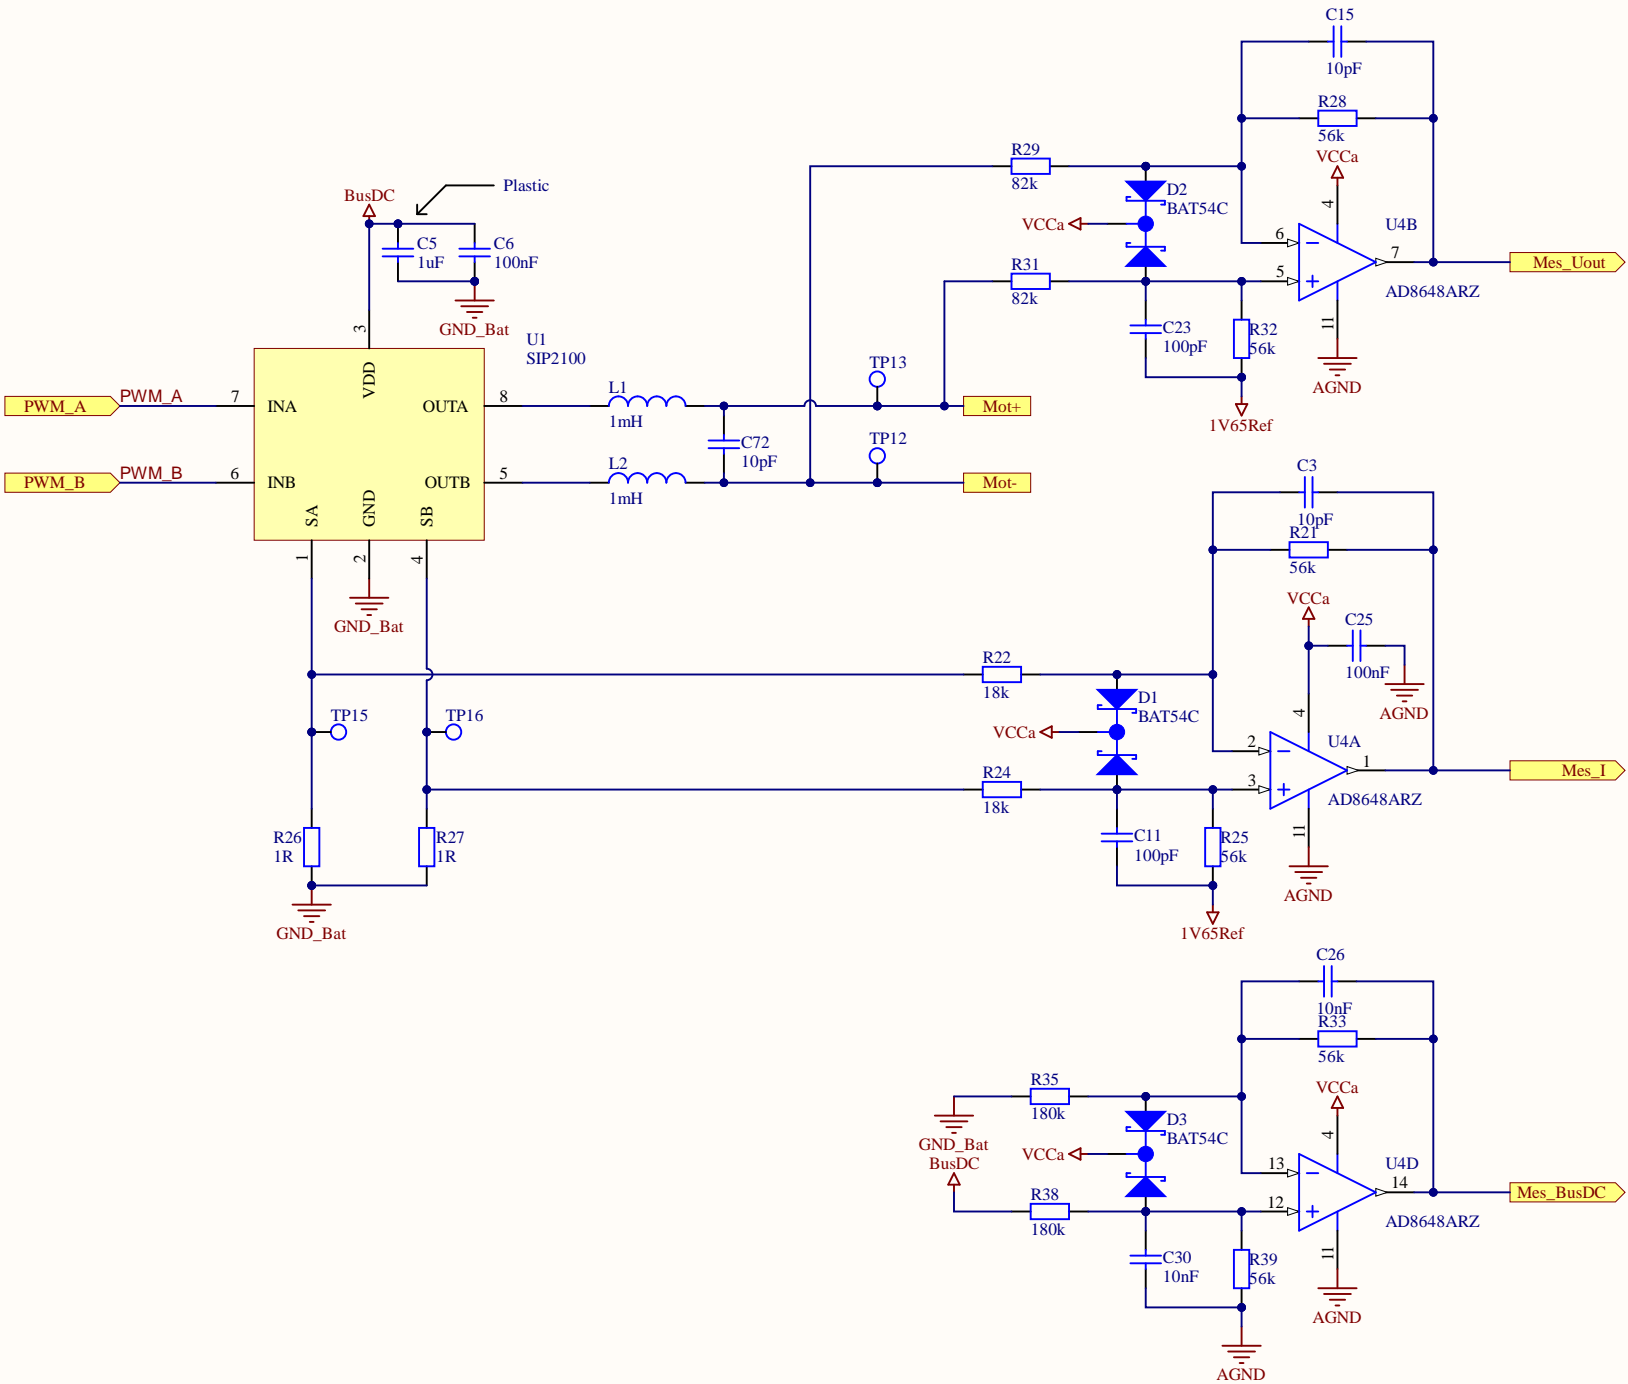 C15
10pF
R28
56k
VCCa
4
R29
82k
D2
BAT54C
VCCa
6
5
7
U4B
AD8648ARZ
Mes_Uout
11
AGND
R31
82k
C23
100pF
R32
56k
1V65Ref
Plastic
BusDC
C5
1uF
C6
100nF
GND_Bat
3
U1
SIP2100
VDD
PWM_A
PWM_A
7
INA
OUTA
8
L1
1mH
TP13
Mot+
C72
10pF
PWM_B
PWM_B
6
INB
OUTB
5
L2
1mH
TP12
Mot-
SA
GND
SB
1
2
4
GND_Bat
C3
10pF
R21
56k
VCCa
C25
100nF
AGND
4
R22
18k
D1
BAT54C
VCCa
TP15
TP16
2
3
1
U4A
AD8648ARZ
Mes_I
11
AGND
R24
18k
C11
100pF
R25
56k
1V65Ref
R26
1R
R27
1R
GND_Bat
C26
10nF
R33
56k
VCCa
4
R35
180k
GND_Bat
BusDC
D3
BAT54C
VCCa
13
12
14
U4D
AD8648ARZ
Mes_BusDC
11
AGND
R38
180k
C30
10nF
R39
56k
AGND